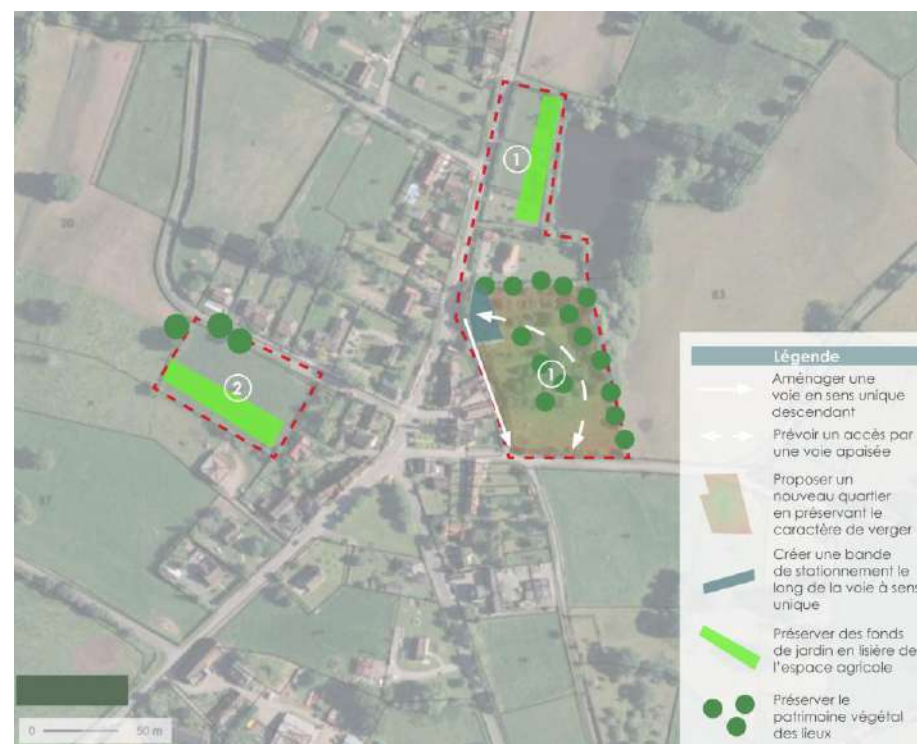 1
1
2
Légende
Aménager une
voie en sens unique
descendant
Prévoir un accès par
une voie apaisée
Proposer un
nouveau quartier
en préservant le
caractère de verger
Créer une bande
de stationnement le
long de la voie à sens
unique
Préserver des fonds
de jardin en lisière de
l'espace agricole
Préserver le
patrimoine végétal
des lieux
0 50 m